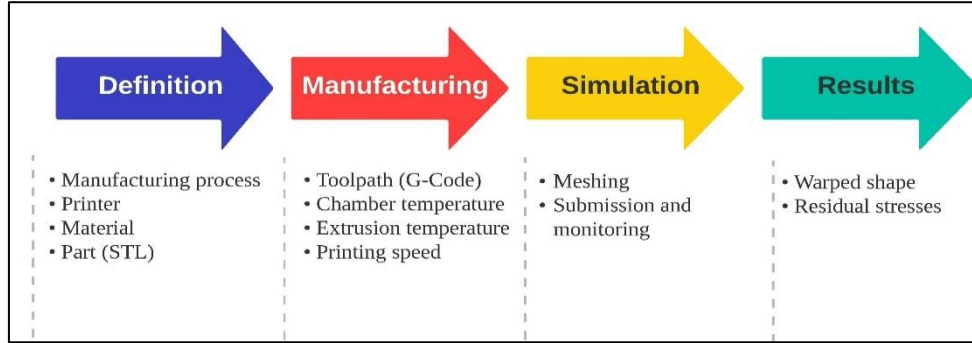 Definition
Manufacturing
Simulation
Results
• Manufacturing process
• Printer
• Material
• Part (STL)
• Toolpath (G-Code)
• Chamber temperature
• Extrusion temperature
• Printing speed
• Meshing
• Submission and
monitoring
• Warped shape
• Residual stresses